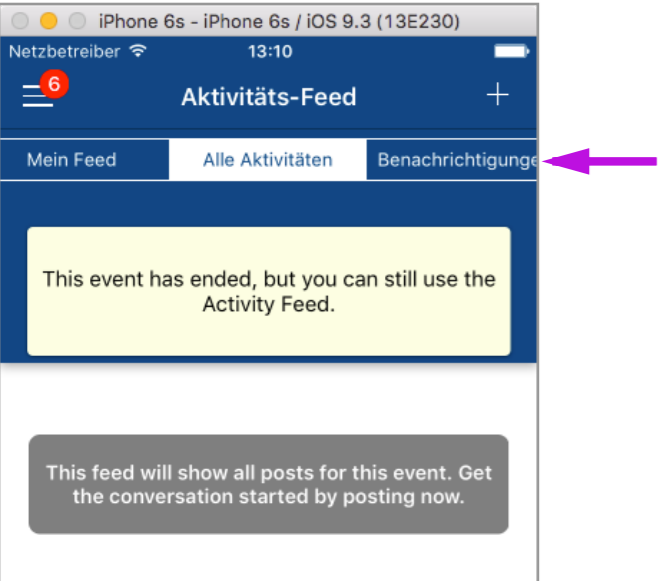 iPhone 6s - iPhone 6s / iOS 9.3 (13E230)
Netzbetreiber 13:10
6
Aktivitäts-Feed
Mein Feed Alle Aktivitäten Benachrichtigunge
This event has ended, but you can still use the
Activity Feed.
This feed will show all posts for this event. Get
the conversation started by posting now.